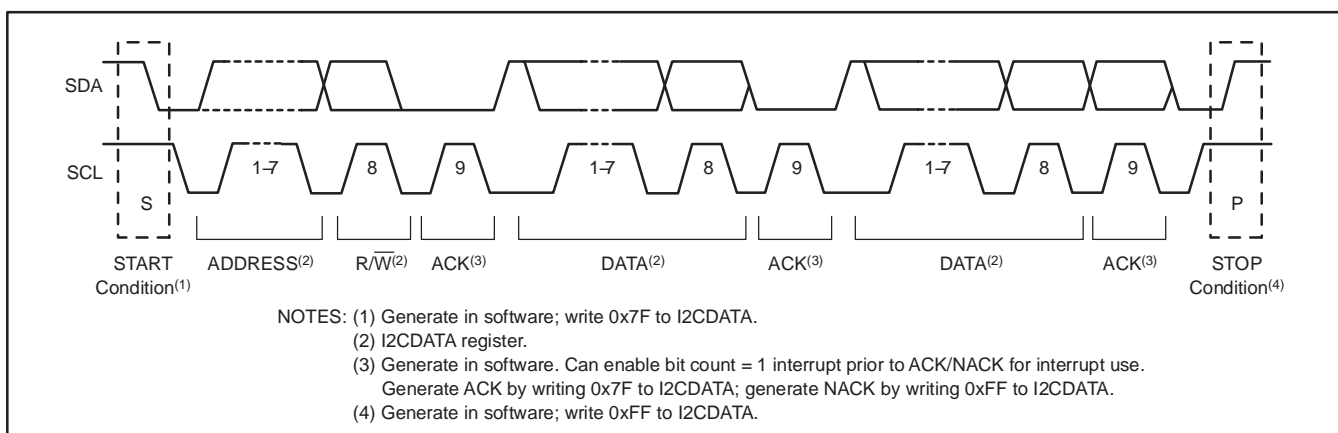 SDA
SCL
1–7 8 9 1–7 8 9 1–7 8 9
S P
START ADDRESS(2) R/W̅(2) ACK(3) DATA(2) ACK(3) DATA(2) ACK(3) STOP
Condition(1) Condition(4)
NOTES: (1) Generate in software; write 0x7F to I2CDATA.
(2) I2CDATA register.
(3) Generate in software. Can enable bit count = 1 interrupt prior to ACK/NACK for interrupt use.
Generate ACK by writing 0x7F to I2CDATA; generate NACK by writing 0xFF to I2CDATA.
(4) Generate in software; write 0xFF to I2CDATA.